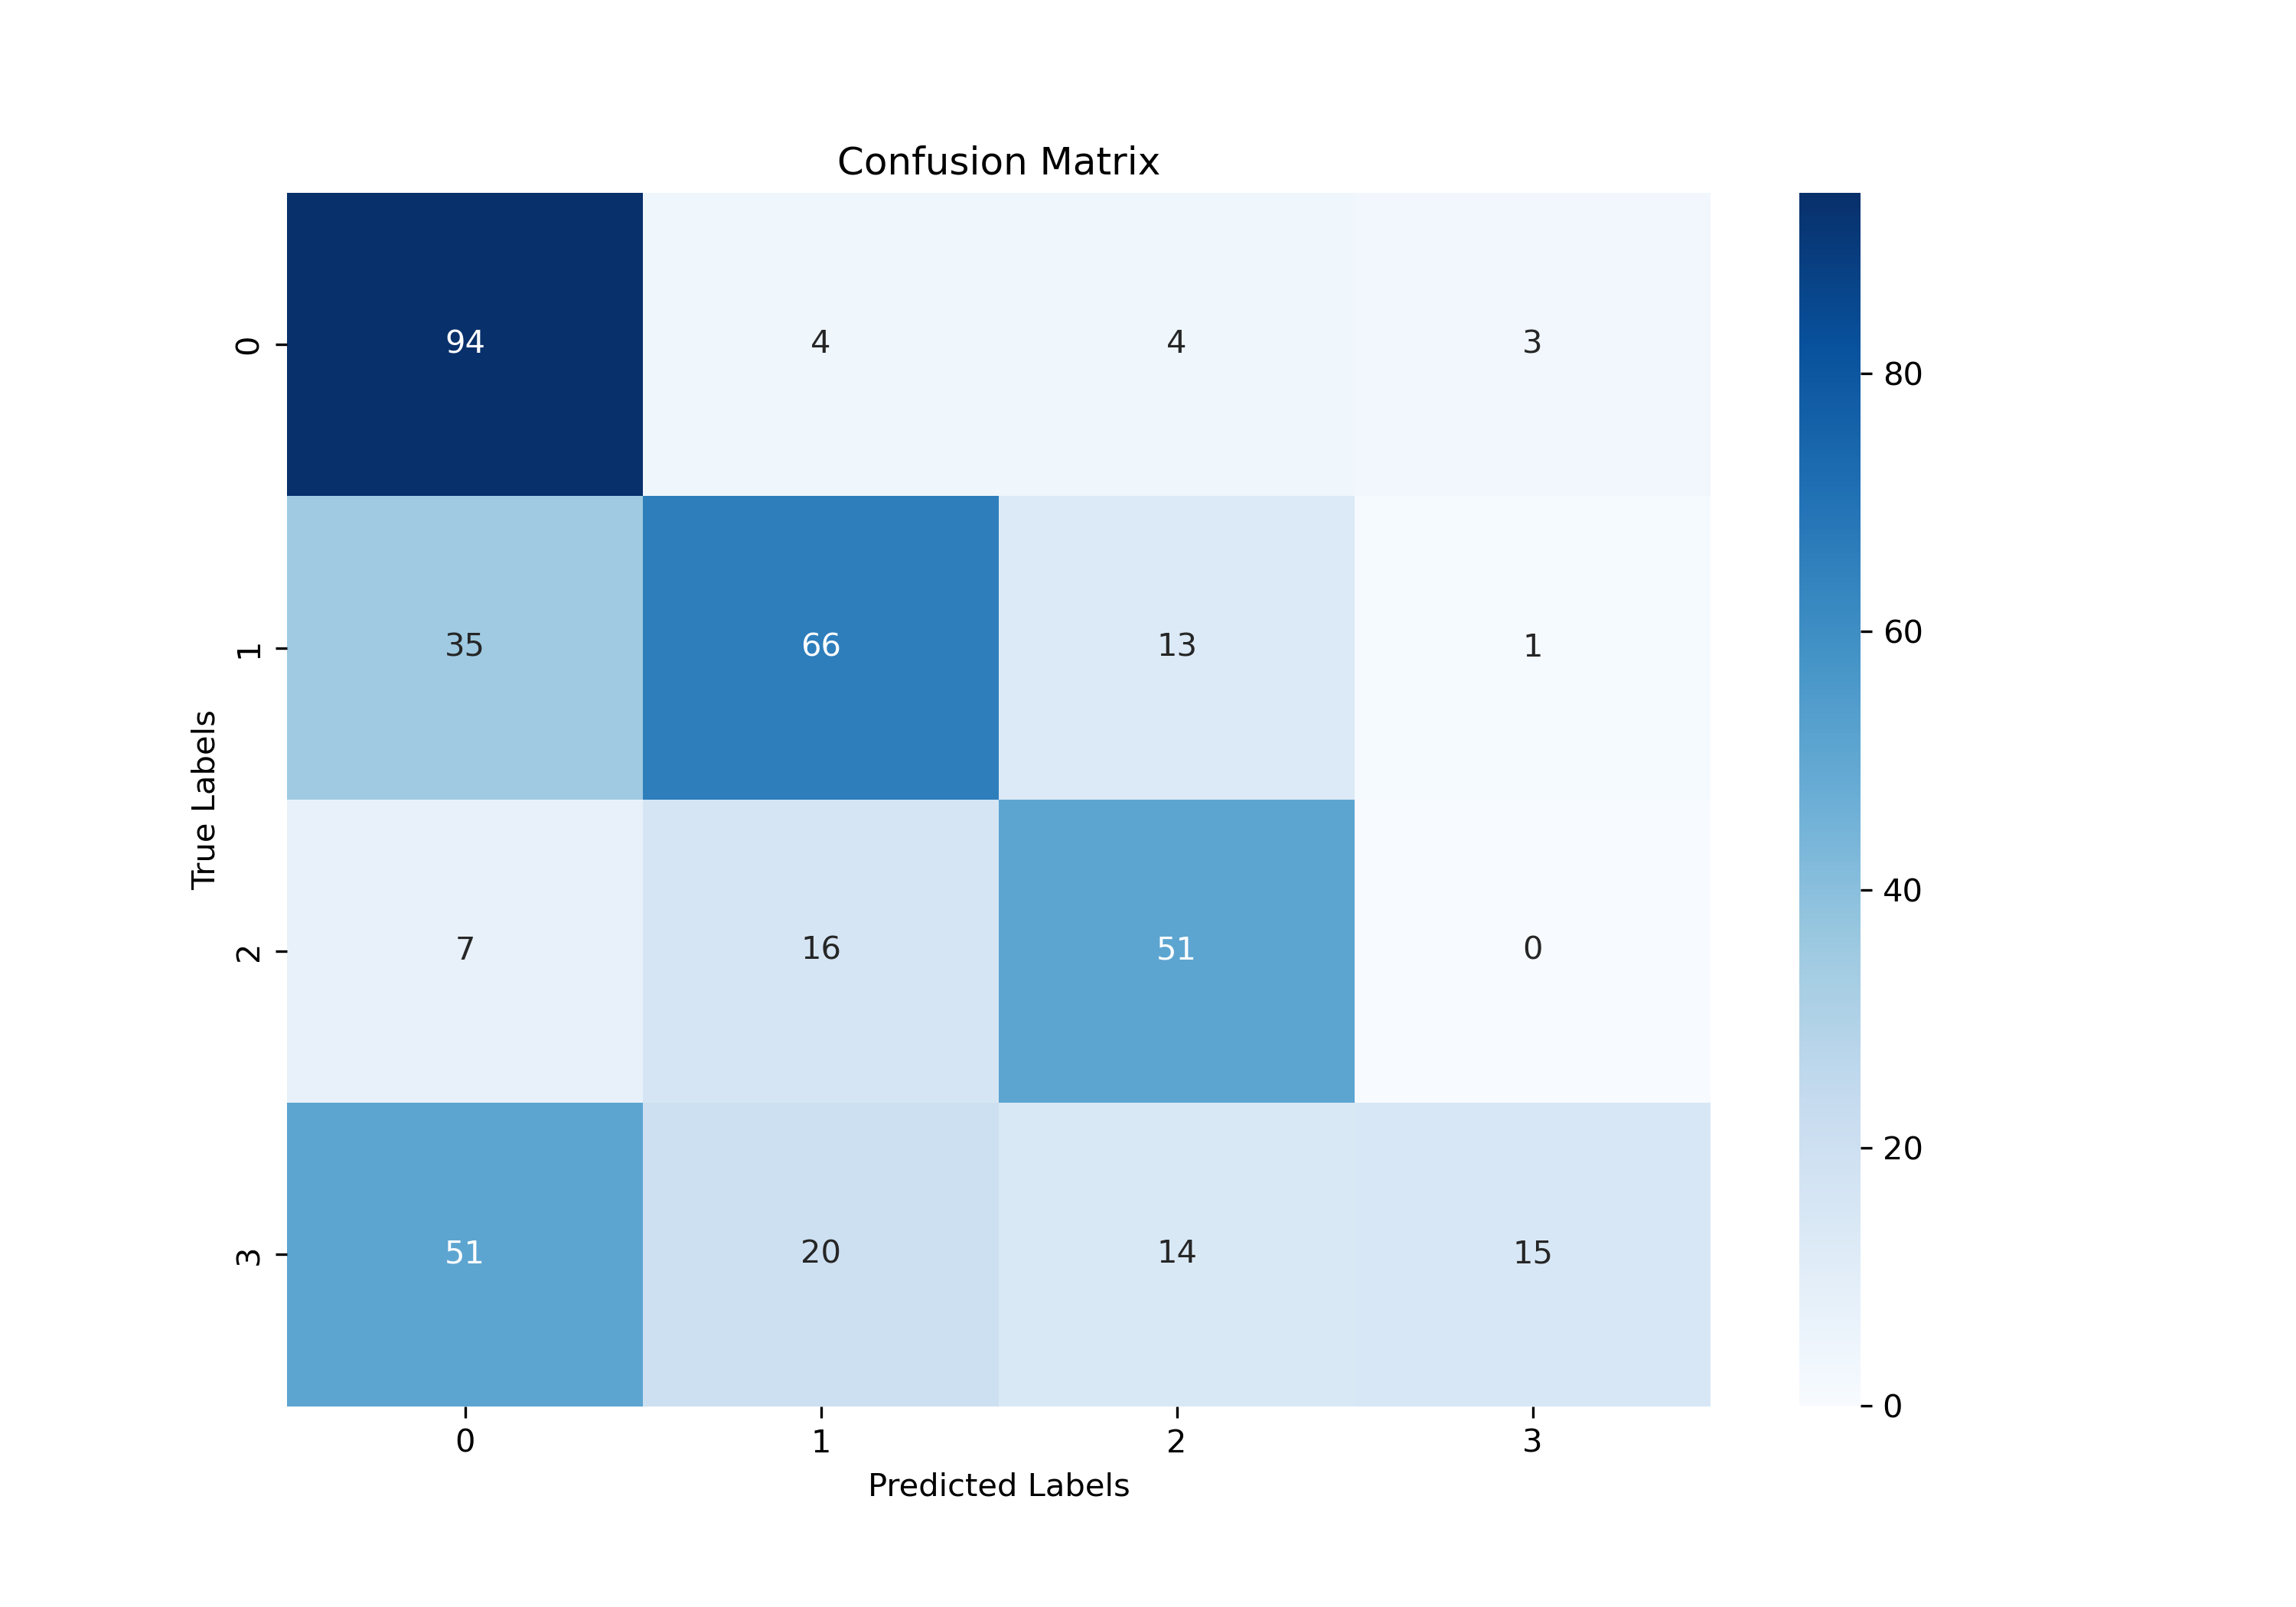 Confusion Matrix
0 94 4 4 3
1 35 66 13 1
2 7 16 51 0
3 51 20 14 15
0 1 2 3
Predicted Labels
True Labels
80
60
40
20
0